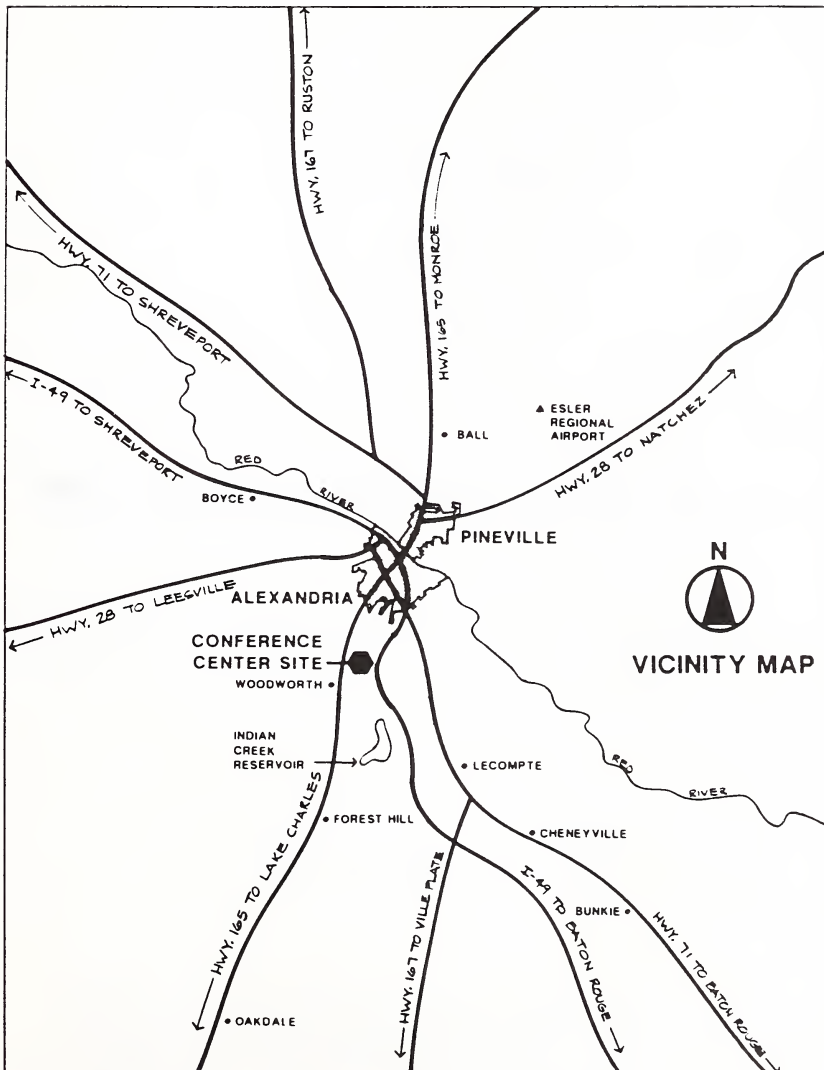 HWY. 167 TO RUSTON
HWY. 165 TO MONROE
HWY. 71 TO SHREVEPORT
I-49 TO SHREVEPORT
ESLER
REGIONAL
AIRPORT
BALL
HWY. 28 TO NATCHEZ
RED
RIVER
BOYCE
PINEVILLE
HWY. 28 TO LEESVILLE
ALEXANDRIA
N
VICINITY MAP
CONFERENCE
CENTER SITE
WOODWORTH
INDIAN
CREEK
RESERVOIR
LECOMPTE
RED
RIVER
FOREST HILL
CHENEYVILLE
HWY. 165 TO LAKE CHARLES
HWY. 167 TO VILLE PLATE
I-49 TO BATON ROUGE
BUNKIE
HWY. 71 TO BATON ROUGE
OAKDALE